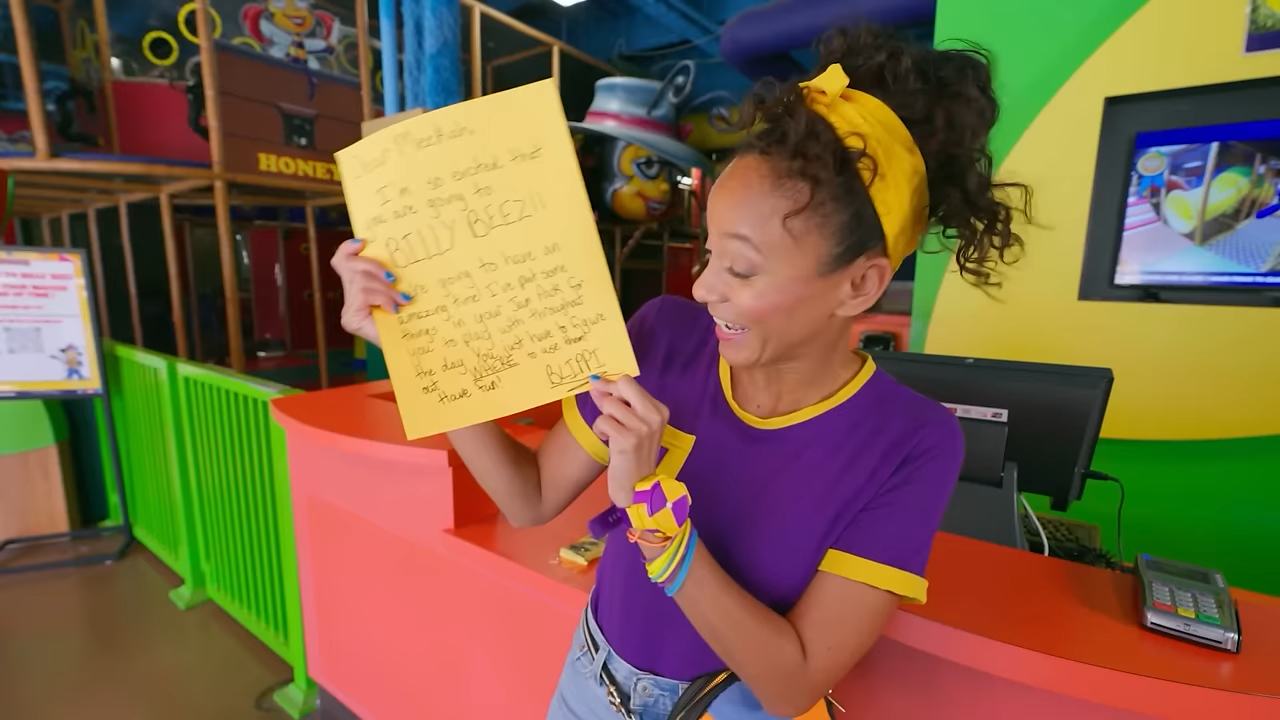 HONEY
Dear Meekah,
I'm so excited that
you are going to
BILLY BEEZ!!
going to have an
amazing time! I've put some
things in your Jam Pack for
you to play with throughout
the day. You just have to figure
out WHERE to use them!
Have fun!
BLIPPI